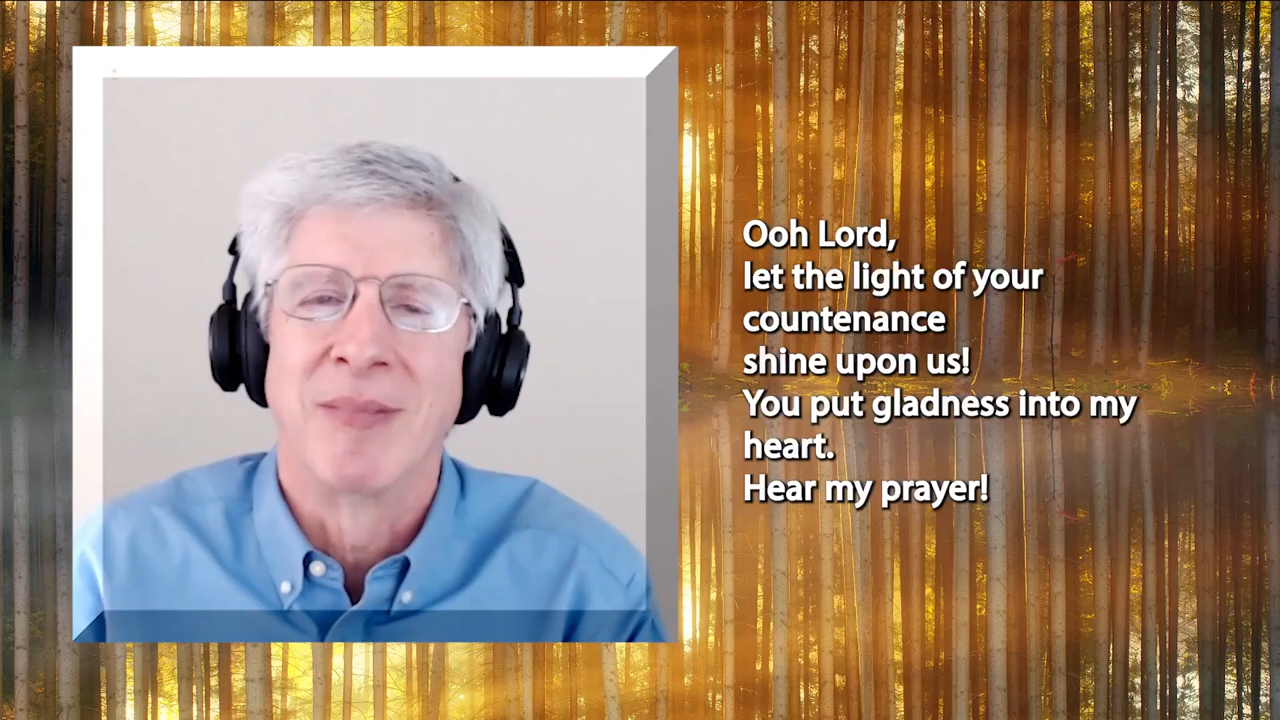 Ooh Lord,
let the light of your
countenance
shine upon us!
You put gladness into my
heart.
Hear my prayer!